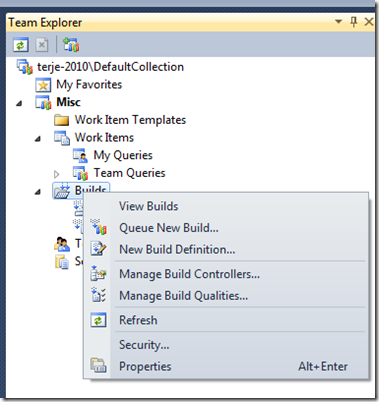 Team Explorer
terje-2010\DefaultCollection
My Favorites
Misc
Work Item Templates
Work Items
My Queries
Team Queries
Builds
View Builds
Queue New Build...
New Build Definition...
Manage Build Controllers...
Manage Build Qualities...
Refresh
Security...
Properties Alt+Enter